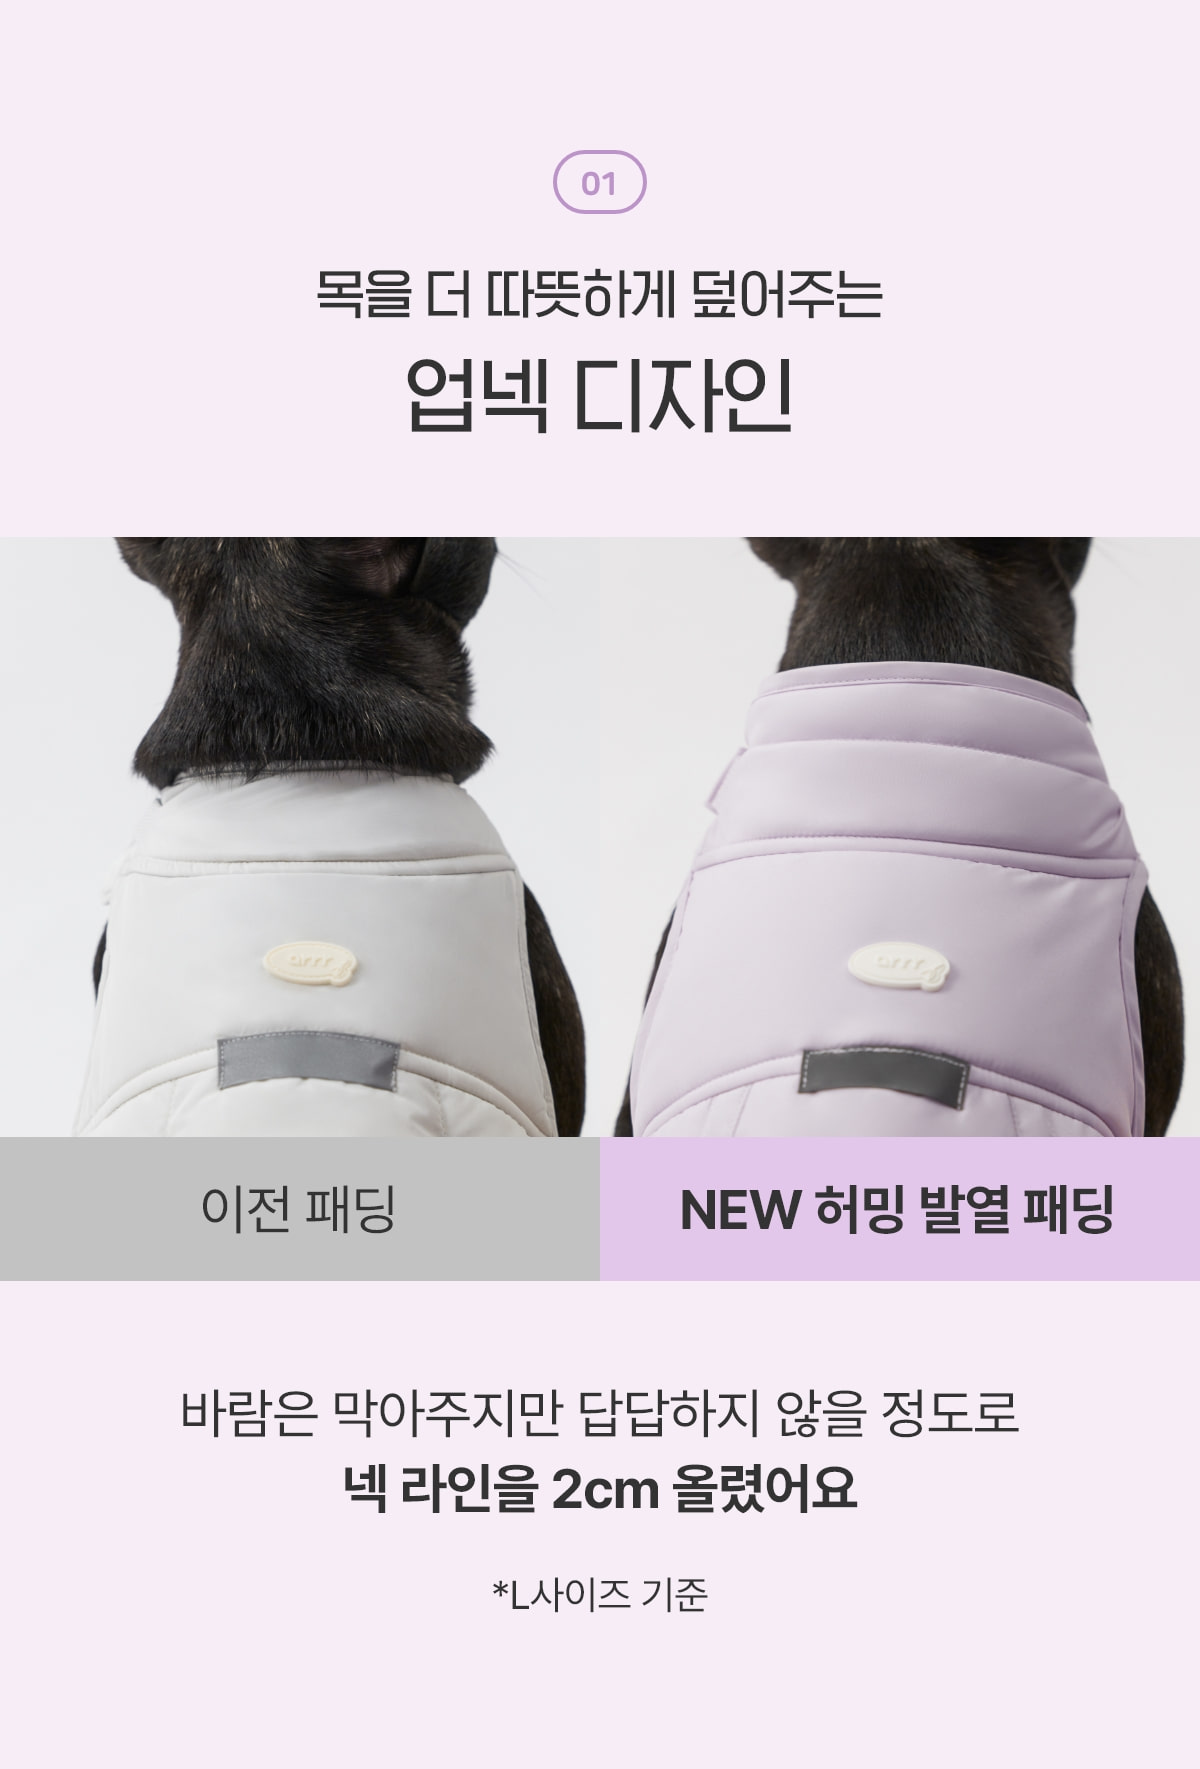 01
목을 더 따뜻하게 덮어주는
업넥 디자인
arrr
arrr
이전 패딩
NEW 허밍 발열 패딩
바람은 막아주지만 답답하지 않을 정도로
넥 라인을 2cm 올렸어요
*L사이즈 기준